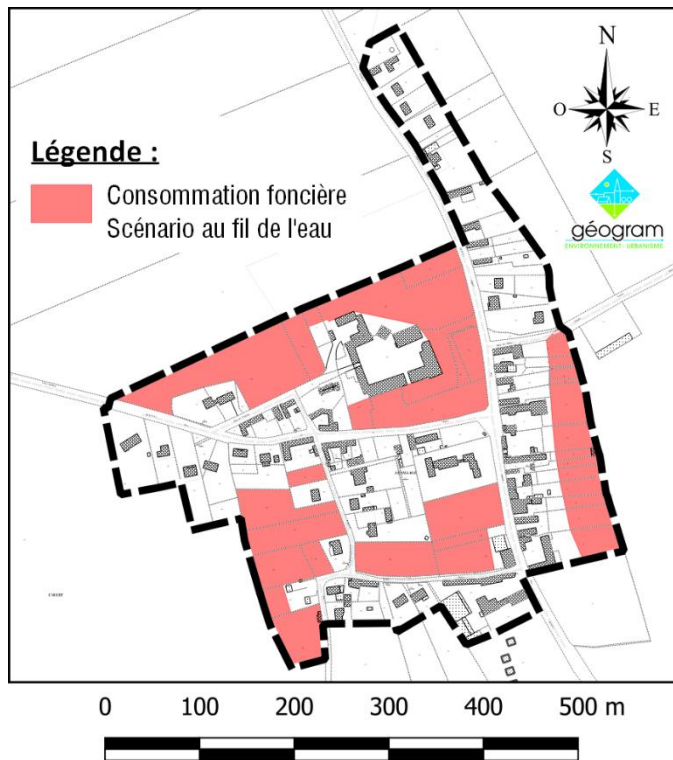 N
O
E
S
Légende :
Consommation foncière
Scénario au fil de l'eau
géogram
ENVIRONNEMENT - URBANISME
0 100 200 300 400 500 m